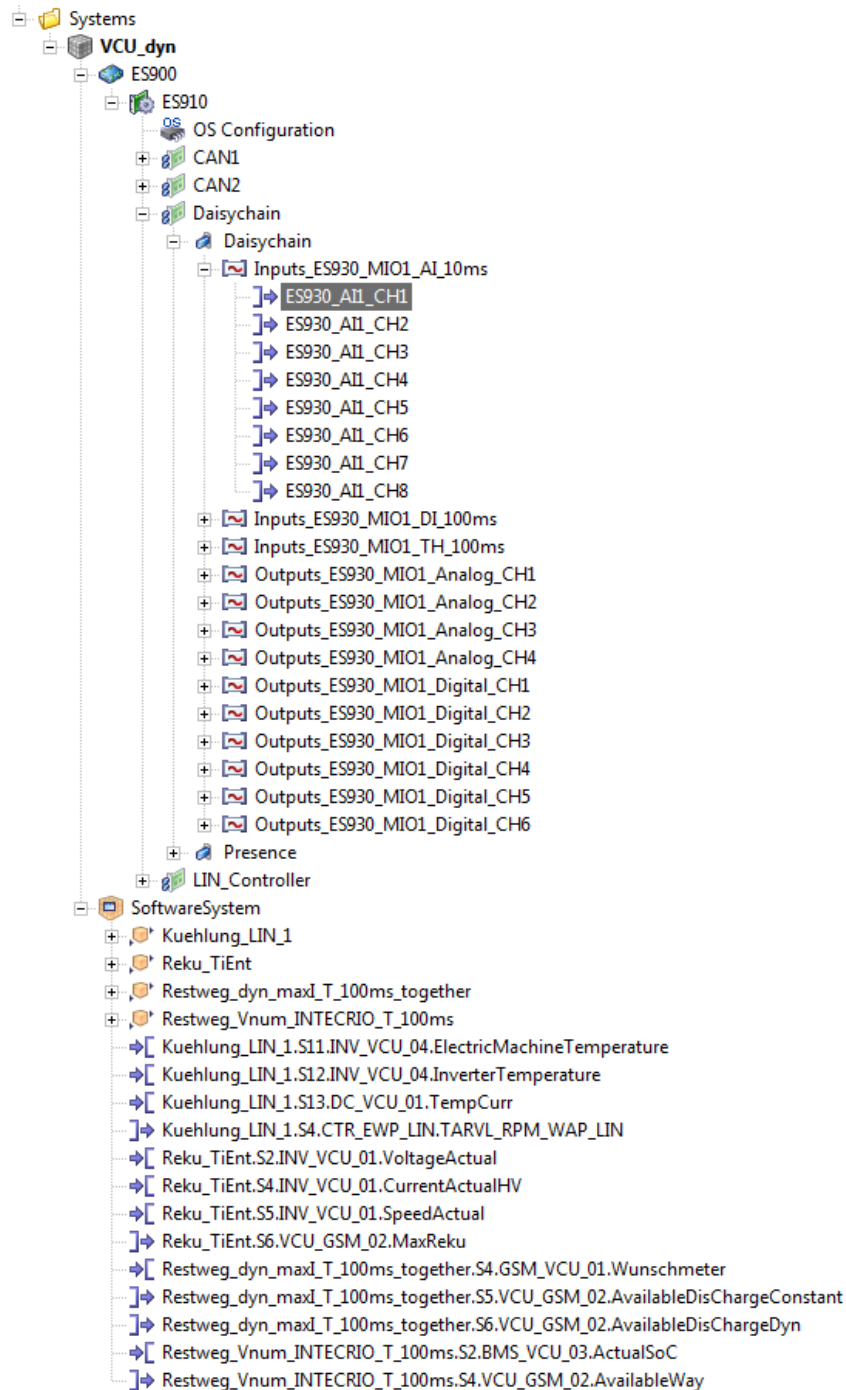 Systems
VCU_dyn
ES900
ES910
OS Configuration
CAN1
CAN2
Daisychain
Daisychain
Inputs_ES930_MIO1_AI_10ms
ES930_AI1_CH1
ES930_AI1_CH2
ES930_AI1_CH3
ES930_AI1_CH4
ES930_AI1_CH5
ES930_AI1_CH6
ES930_AI1_CH7
ES930_AI1_CH8
Inputs_ES930_MIO1_DI_100ms
Inputs_ES930_MIO1_TH_100ms
Outputs_ES930_MIO1_Analog_CH1
Outputs_ES930_MIO1_Analog_CH2
Outputs_ES930_MIO1_Analog_CH3
Outputs_ES930_MIO1_Analog_CH4
Outputs_ES930_MIO1_Digital_CH1
Outputs_ES930_MIO1_Digital_CH2
Outputs_ES930_MIO1_Digital_CH3
Outputs_ES930_MIO1_Digital_CH4
Outputs_ES930_MIO1_Digital_CH5
Outputs_ES930_MIO1_Digital_CH6
Presence
LIN_Controller
SoftwareSystem
Kuehlung_LIN_1
Reku_TiEnt
Restweg_dyn_maxI_T_100ms_together
Restweg_Vnum_INTECRIO_T_100ms
Kuehlung_LIN_1.S11.INV_VCU_04.ElectricMachineTemperature
Kuehlung_LIN_1.S12.INV_VCU_04.InverterTemperature
Kuehlung_LIN_1.S13.DC_VCU_01.TempCurr
Kuehlung_LIN_1.S4.CTR_EWP_LIN.TARVL_RPM_WAP_LIN
Reku_TiEnt.S2.INV_VCU_01.VoltageActual
Reku_TiEnt.S4.INV_VCU_01.CurrentActualHV
Reku_TiEnt.S5.INV_VCU_01.SpeedActual
Reku_TiEnt.S6.VCU_GSM_02.MaxReku
Restweg_dyn_maxI_T_100ms_together.S4.GSM_VCU_01.Wunschmeter
Restweg_dyn_maxI_T_100ms_together.S5.VCU_GSM_02.AvailableDisChargeConstant
Restweg_dyn_maxI_T_100ms_together.S6.VCU_GSM_02.AvailableDisChargeDyn
Restweg_Vnum_INTECRIO_T_100ms.S2.BMS_VCU_03.ActualSoC
Restweg_Vnum_INTECRIO_T_100ms.S4.VCU_GSM_02.AvailableWay